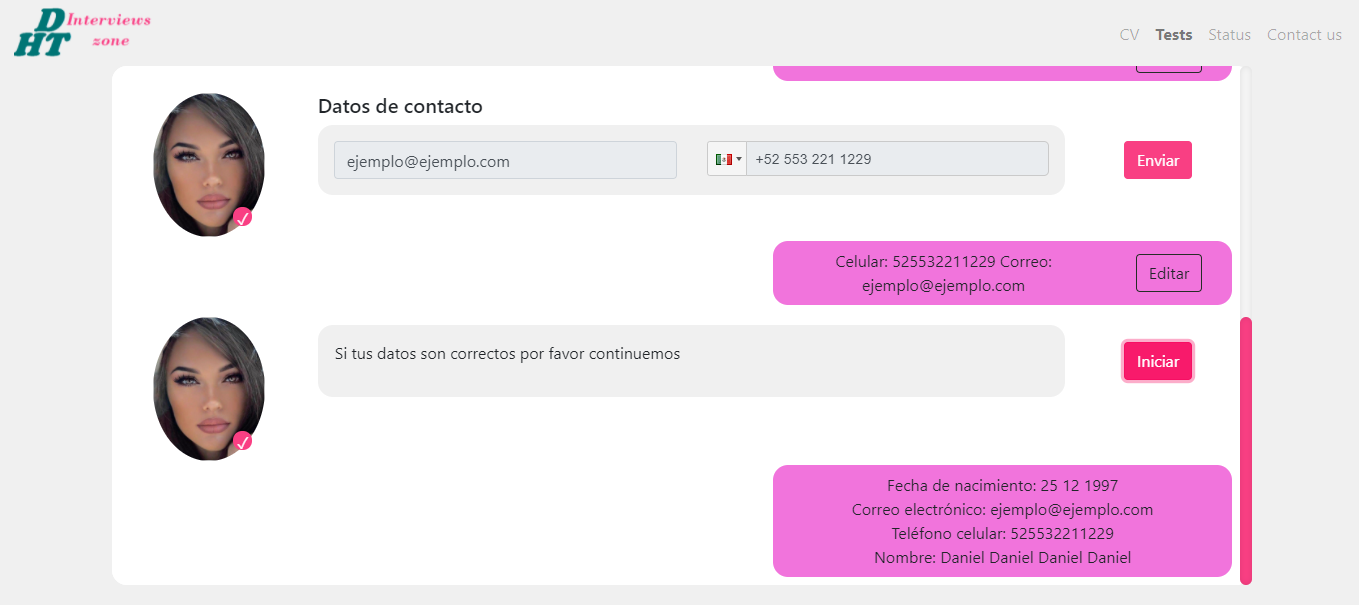 D Interviews
HT zone
CV Tests Status Contact us
Datos de contacto
ejemplo@ejemplo.com +52 553 221 1229 Enviar
Celular: 525532211229 Correo:
ejemplo@ejemplo.com
Editar
Si tus datos son correctos por favor continuemos
Iniciar
Fecha de nacimiento: 25 12 1997
Correo electrónico: ejemplo@ejemplo.com
Teléfono celular: 525532211229
Nombre: Daniel Daniel Daniel Daniel